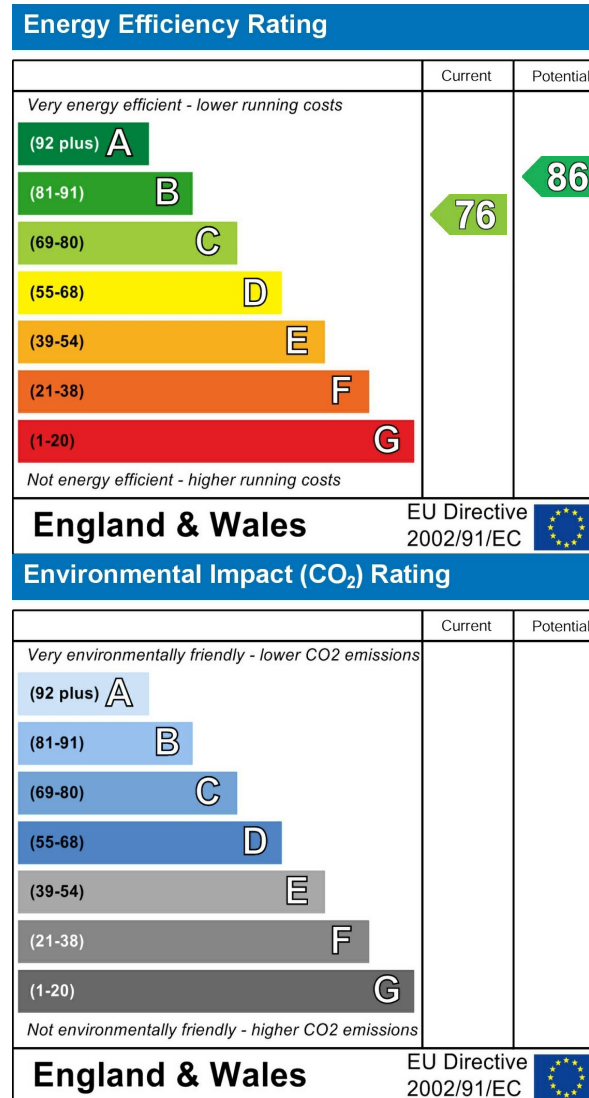 Energy Efficiency Rating
Current Potential
Very energy efficient - lower running costs
(92 plus) A
(81-91) B
(69-80) C
(55-68) D
(39-54) E
(21-38) F
(1-20) G
76
86
Not energy efficient - higher running costs
England & Wales
EU Directive
2002/91/EC
Environmental Impact (CO₂) Rating
Current Potential
Very environmentally friendly - lower CO2 emissions
(92 plus) A
(81-91) B
(69-80) C
(55-68) D
(39-54) E
(21-38) F
(1-20) G
Not environmentally friendly - higher CO2 emissions
England & Wales
EU Directive
2002/91/EC